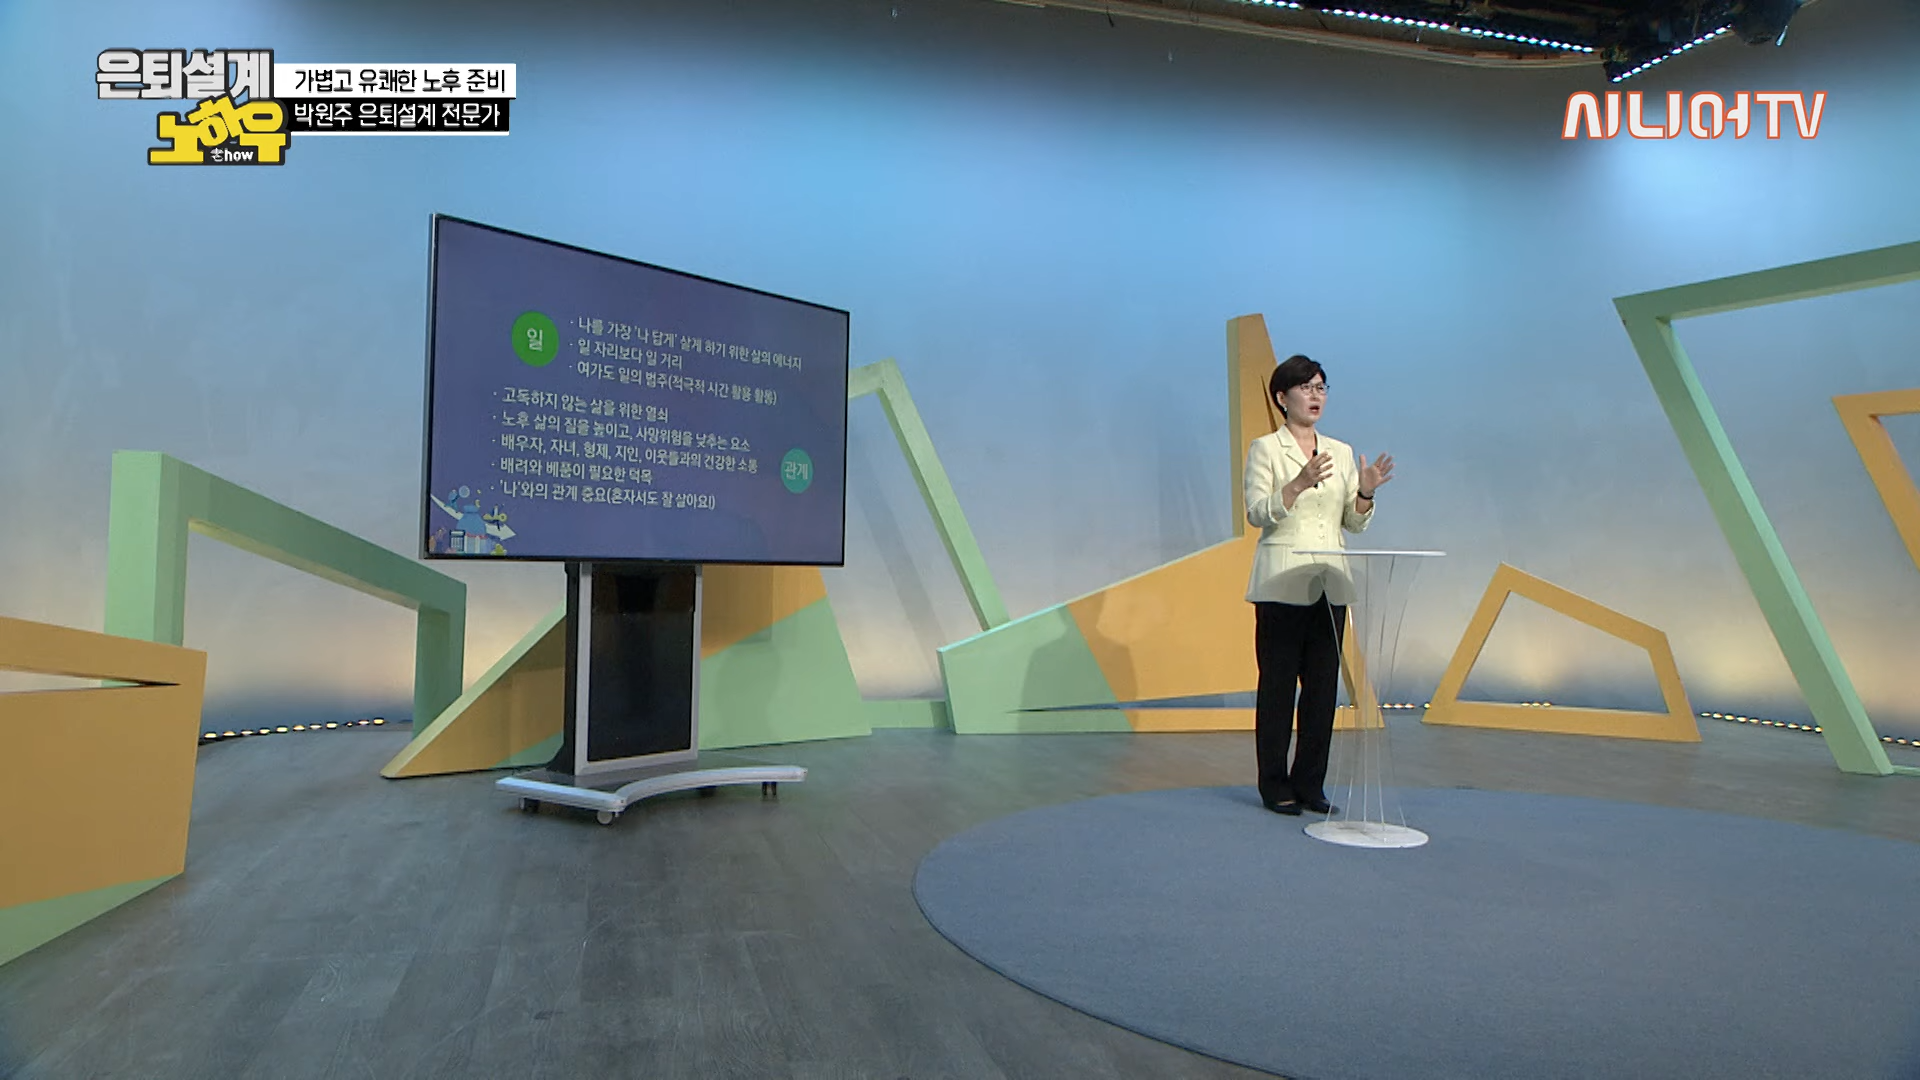 은퇴설계
노하우
老how
가볍고 유쾌한 노후 준비
박원주 은퇴설계 전문가
시니어TV
일
· 나를 가장 '나 답게' 살게 하기 위한 삶의 에너지
· 일 자리보다 일 거리
· 여가도 일의 범주(적극적 시간 활용 활동)
· 고독하지 않는 삶을 위한 열쇠
· 노후 삶의 질을 높이고, 사망위험을 낮추는 요소
· 배우자, 자녀, 형제, 지인, 이웃들과의 건강한 소통
· 배려와 베품이 필요한 덕목
· '나'와의 관계 중요(혼자서도 잘 살아요!)
관계